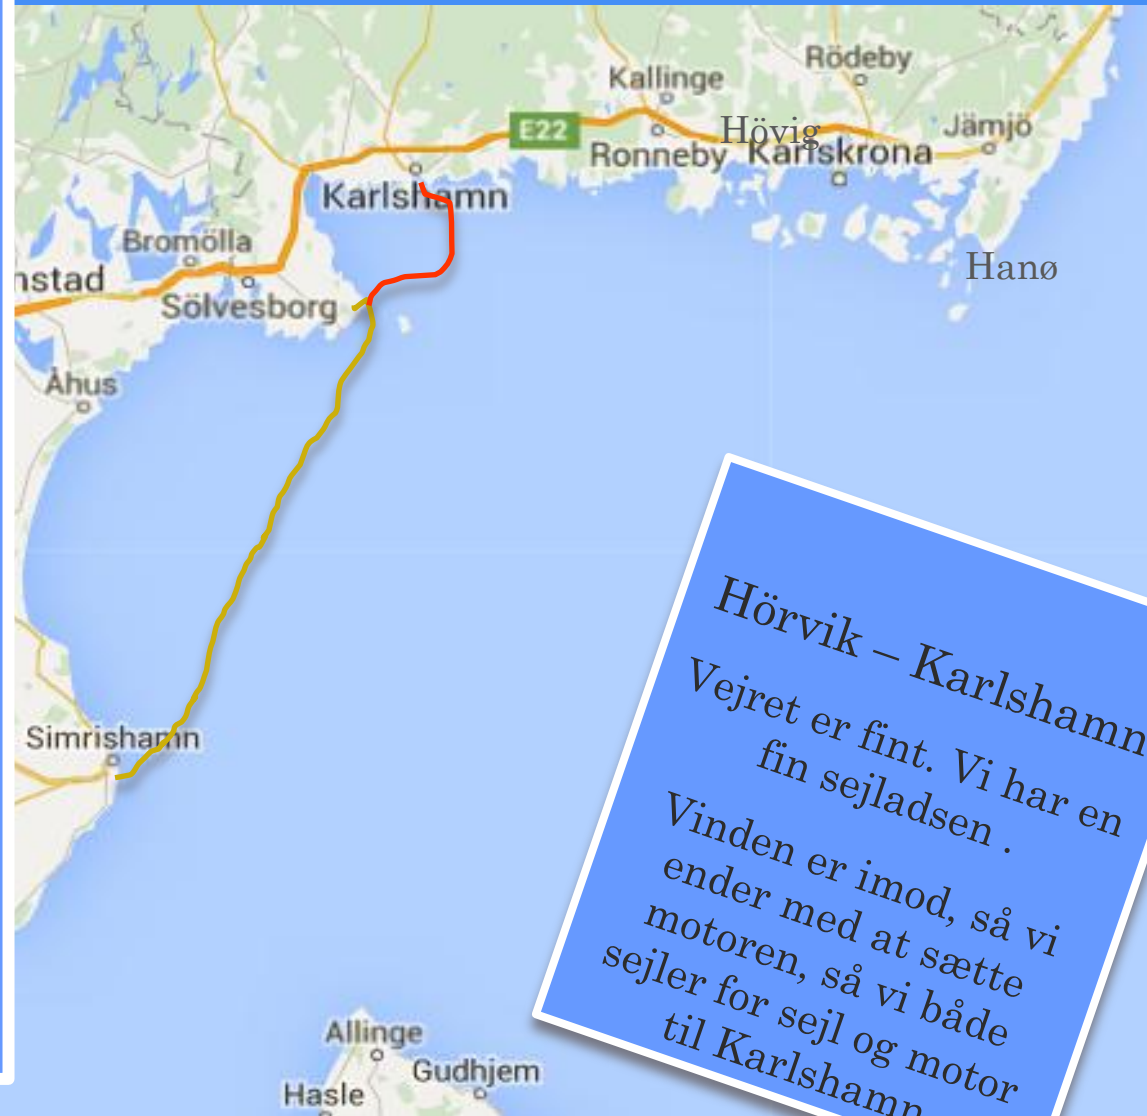 Rödeby
Kallinge
E22
Hövig
Jämjö
Ronneby
Karlskrona
Karlshamn
Bromölla
Hanø
nstad
Sölvesborg
Åhus
Hörvik – Karlshamn
Vejret er fint. Vi har en
fin sejladsen .
Vinden er imod, så vi
ender med at sætte
motoren, så vi både
sejler for sejl og motor
til Karlshamn
Simrishamn
Allinge
Gudhjem
Hasle